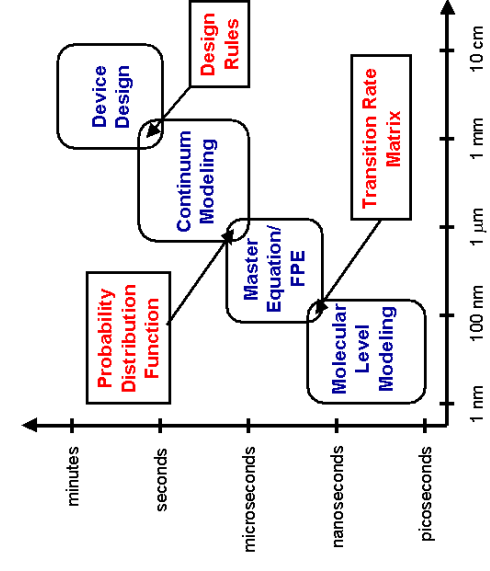 minutes
seconds
microseconds
nanoseconds
picoseconds
Device
Design
Design
Rules
Continuum
Modeling
Probability
Distribution
Function
Master
Equation/
FPE
Transition Rate
Matrix
Molecular
Level
Modeling
1 nm
100 nm
1 μm
1 mm
10 cm